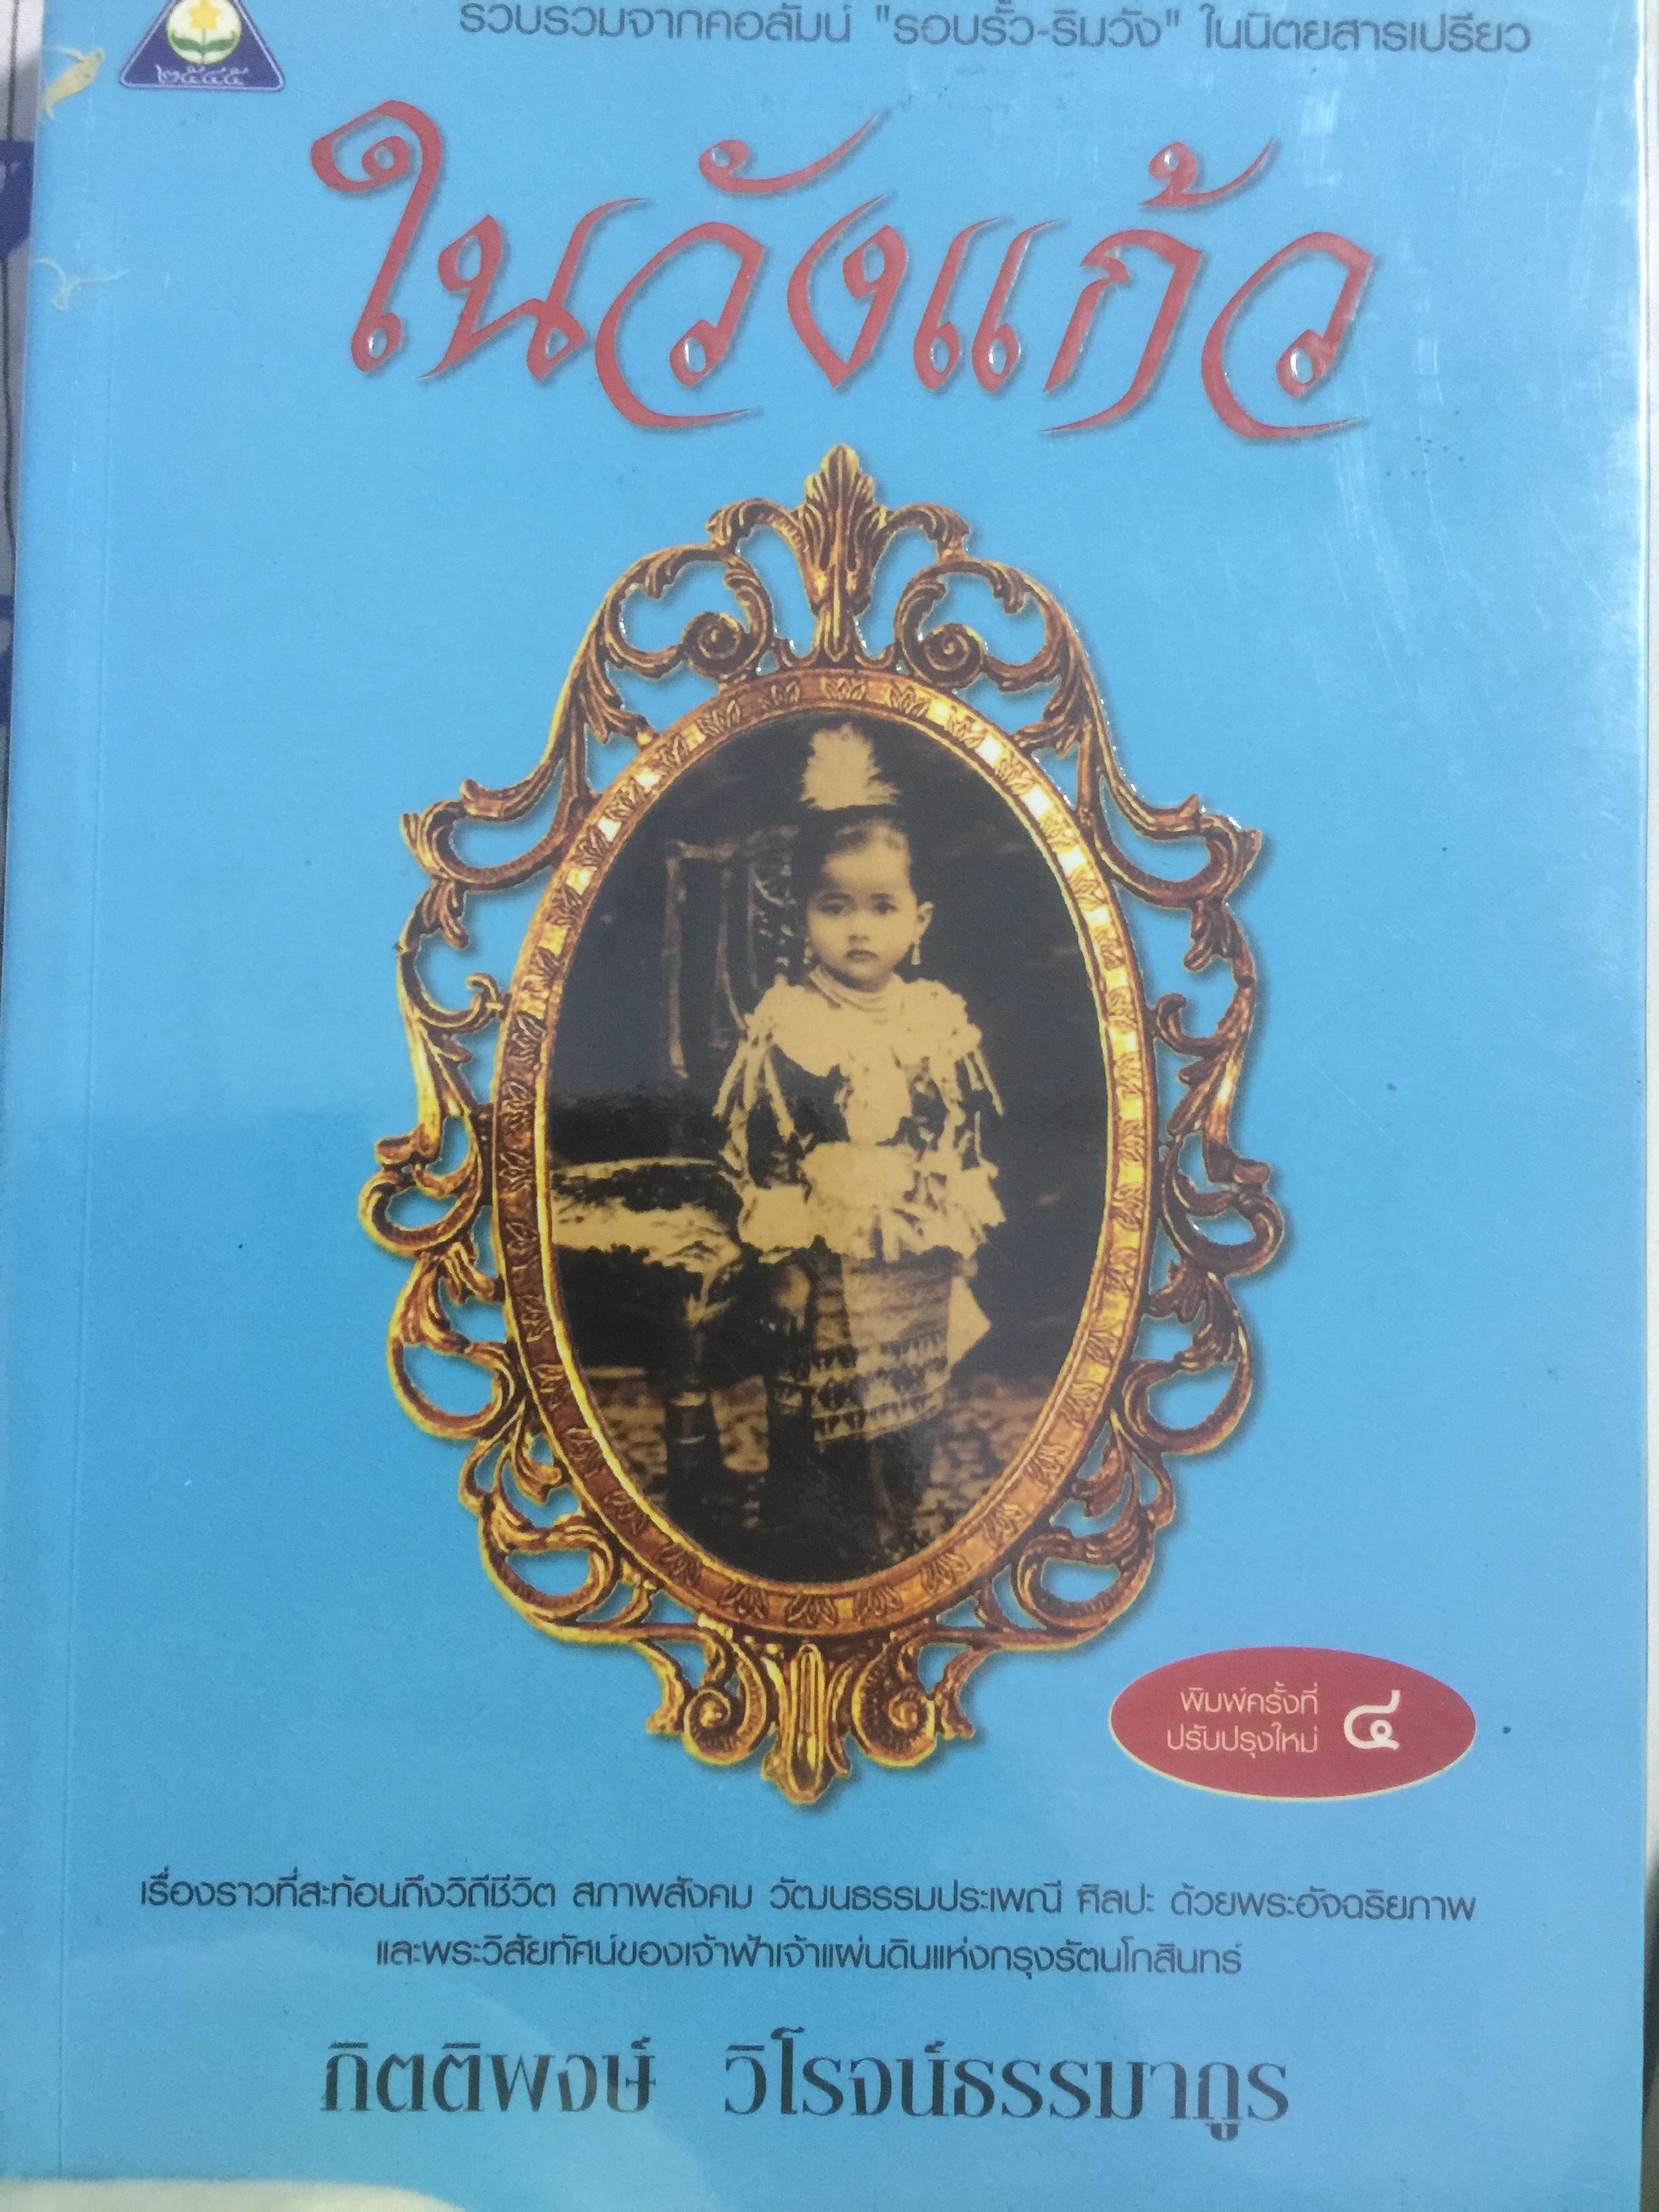 รวบรวมจากคอลัมน์ "รอบรั้ว-ริมวัง" ในนิตยสารเปรียว
๒๕๔๕
ในวังแก้ว
พิมพ์ครั้งที่ ๔
ปรับปรุงใหม่
เรื่องราวที่สะท้อนถึงวิถีชีวิต สภาพสังคม วัฒนธรรมประเพณี ศิลปะ ด้วยพระอัจฉริยภาพ
และพระวิสัยทัศน์ของเจ้าฟ้าเจ้าแผ่นดินแห่งกรุงรัตนโกสินทร์
กิตติพงษ์ วิโรจน์ธรรมากูร